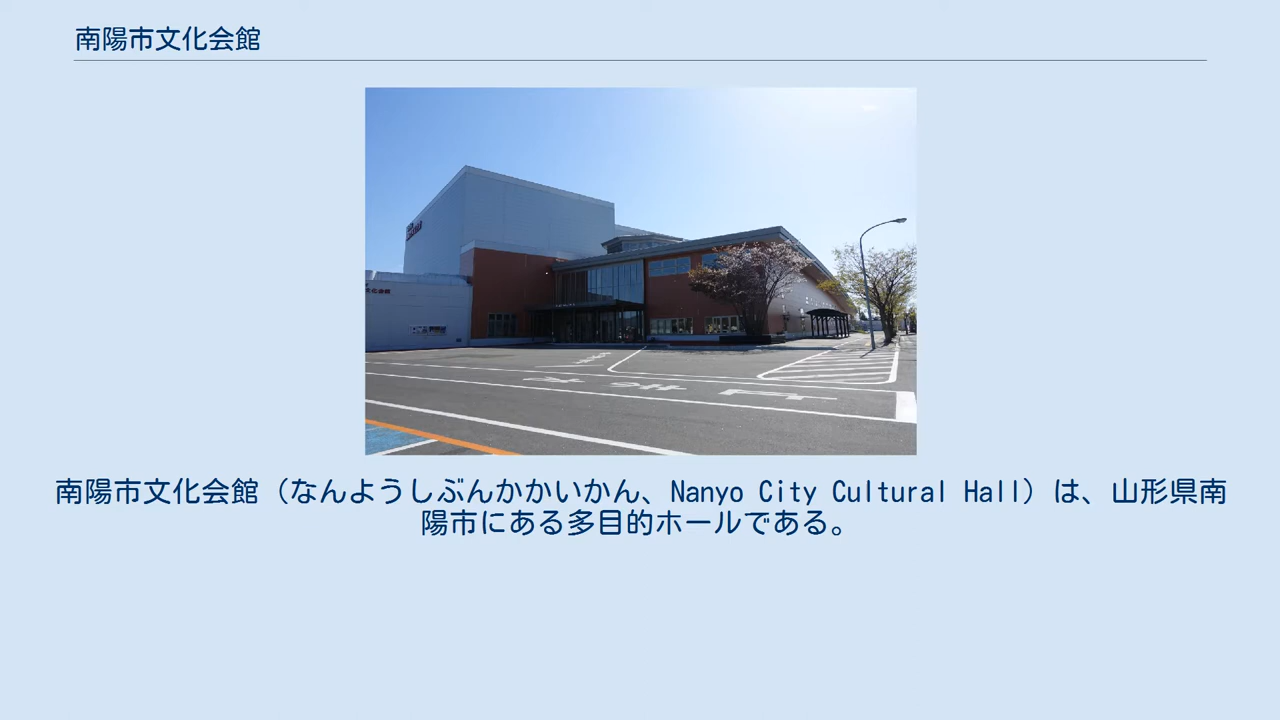 南陽市文化会館
南陽市文化会館（なんようしぶんかかいかん、Nanyo City Cultural Hall）は、山形県南
陽市にある多目的ホールである。